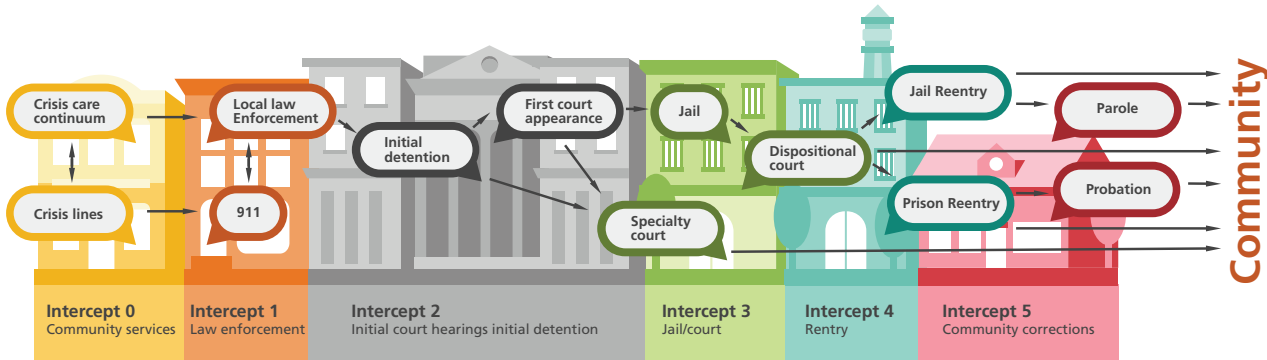 Crisis care
continuum
Crisis lines
Local law
Enforcement
911
Initial
detention
First court
appearance
Jail
Specialty
court
Dispositional
court
Jail Reentry
Prison Reentry
Parole
Probation
Community
Intercept 0
Community services
Intercept 1
Law enforcement
Intercept 2
Initial court hearings initial detention
Intercept 3
Jail/court
Intercept 4
Rentry
Intercept 5
Community corrections